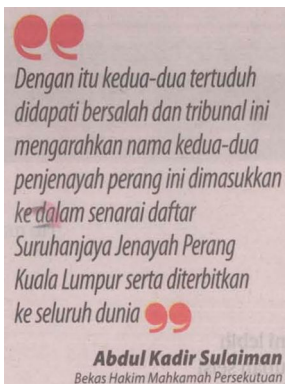 Dengan itu kedua-dua tertuduh
didapati bersalah dan tribunal ini
mengarahkan nama kedua-dua
penjenayah perang ini dimasukkan
ke dalam senarai daftar
Suruhanjaya Jenayah Perang
Kuala Lumpur serta diterbitkan
ke seluruh dunia
Abdul Kadir Sulaiman
Bekas Hakim Mahkamah Persekutuan